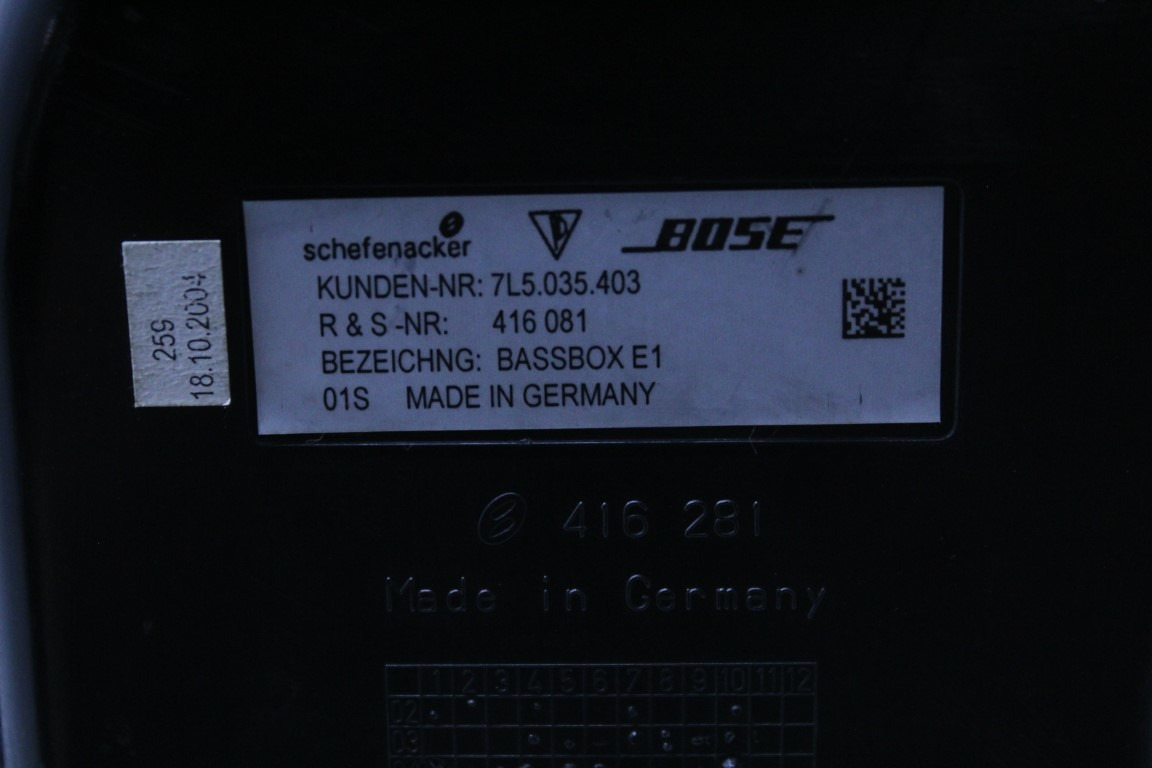 259
18.10.2004
schefenacker
BOSE
KUNDEN-NR: 7L5.035.403
R & S -NR: 416 081
BEZEICHNG: BASSBOX E1
01S MADE IN GERMANY
416 281
Made in Germany
1 2 3 4 5 6 7 8 9 10 11 12
02
03